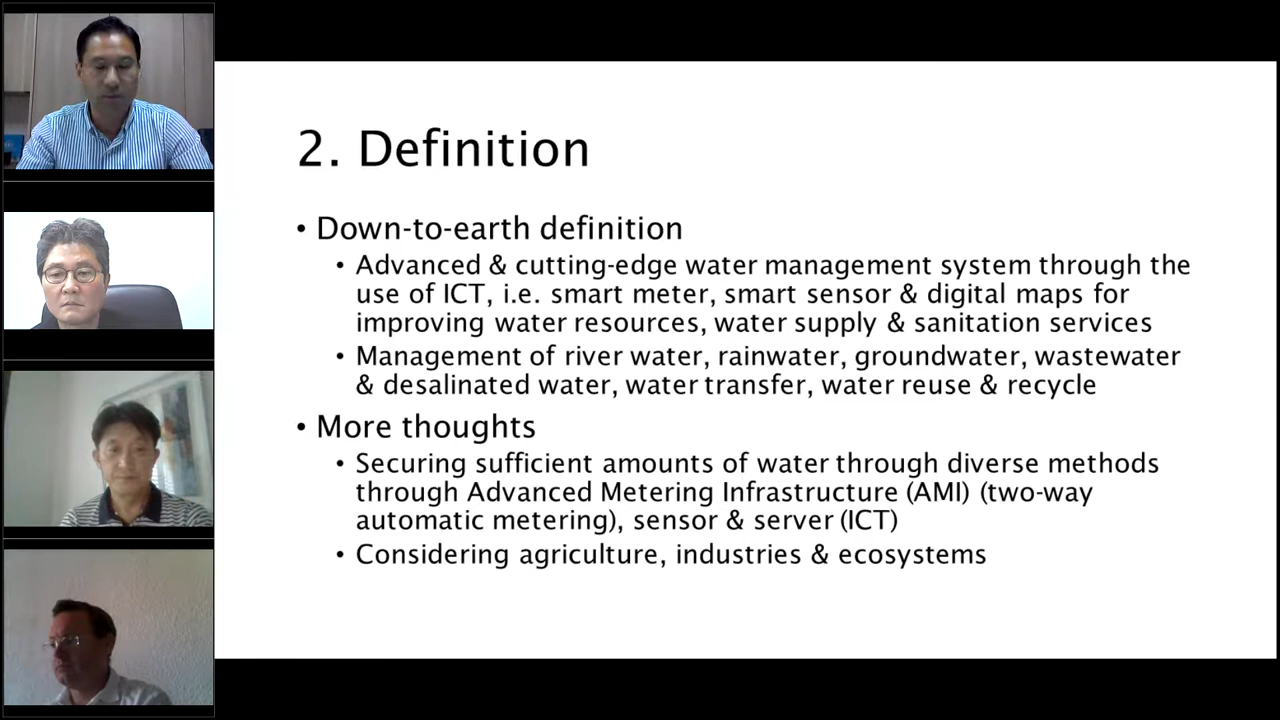 2. Definition
• Down-to-earth definition
• Advanced & cutting-edge water management system through the
use of ICT, i.e. smart meter, smart sensor & digital maps for
improving water resources, water supply & sanitation services
• Management of river water, rainwater, groundwater, wastewater
& desalinated water, water transfer, water reuse & recycle
• More thoughts
• Securing sufficient amounts of water through diverse methods
through Advanced Metering Infrastructure (AMI) (two-way
automatic metering), sensor & server (ICT)
• Considering agriculture, industries & ecosystems